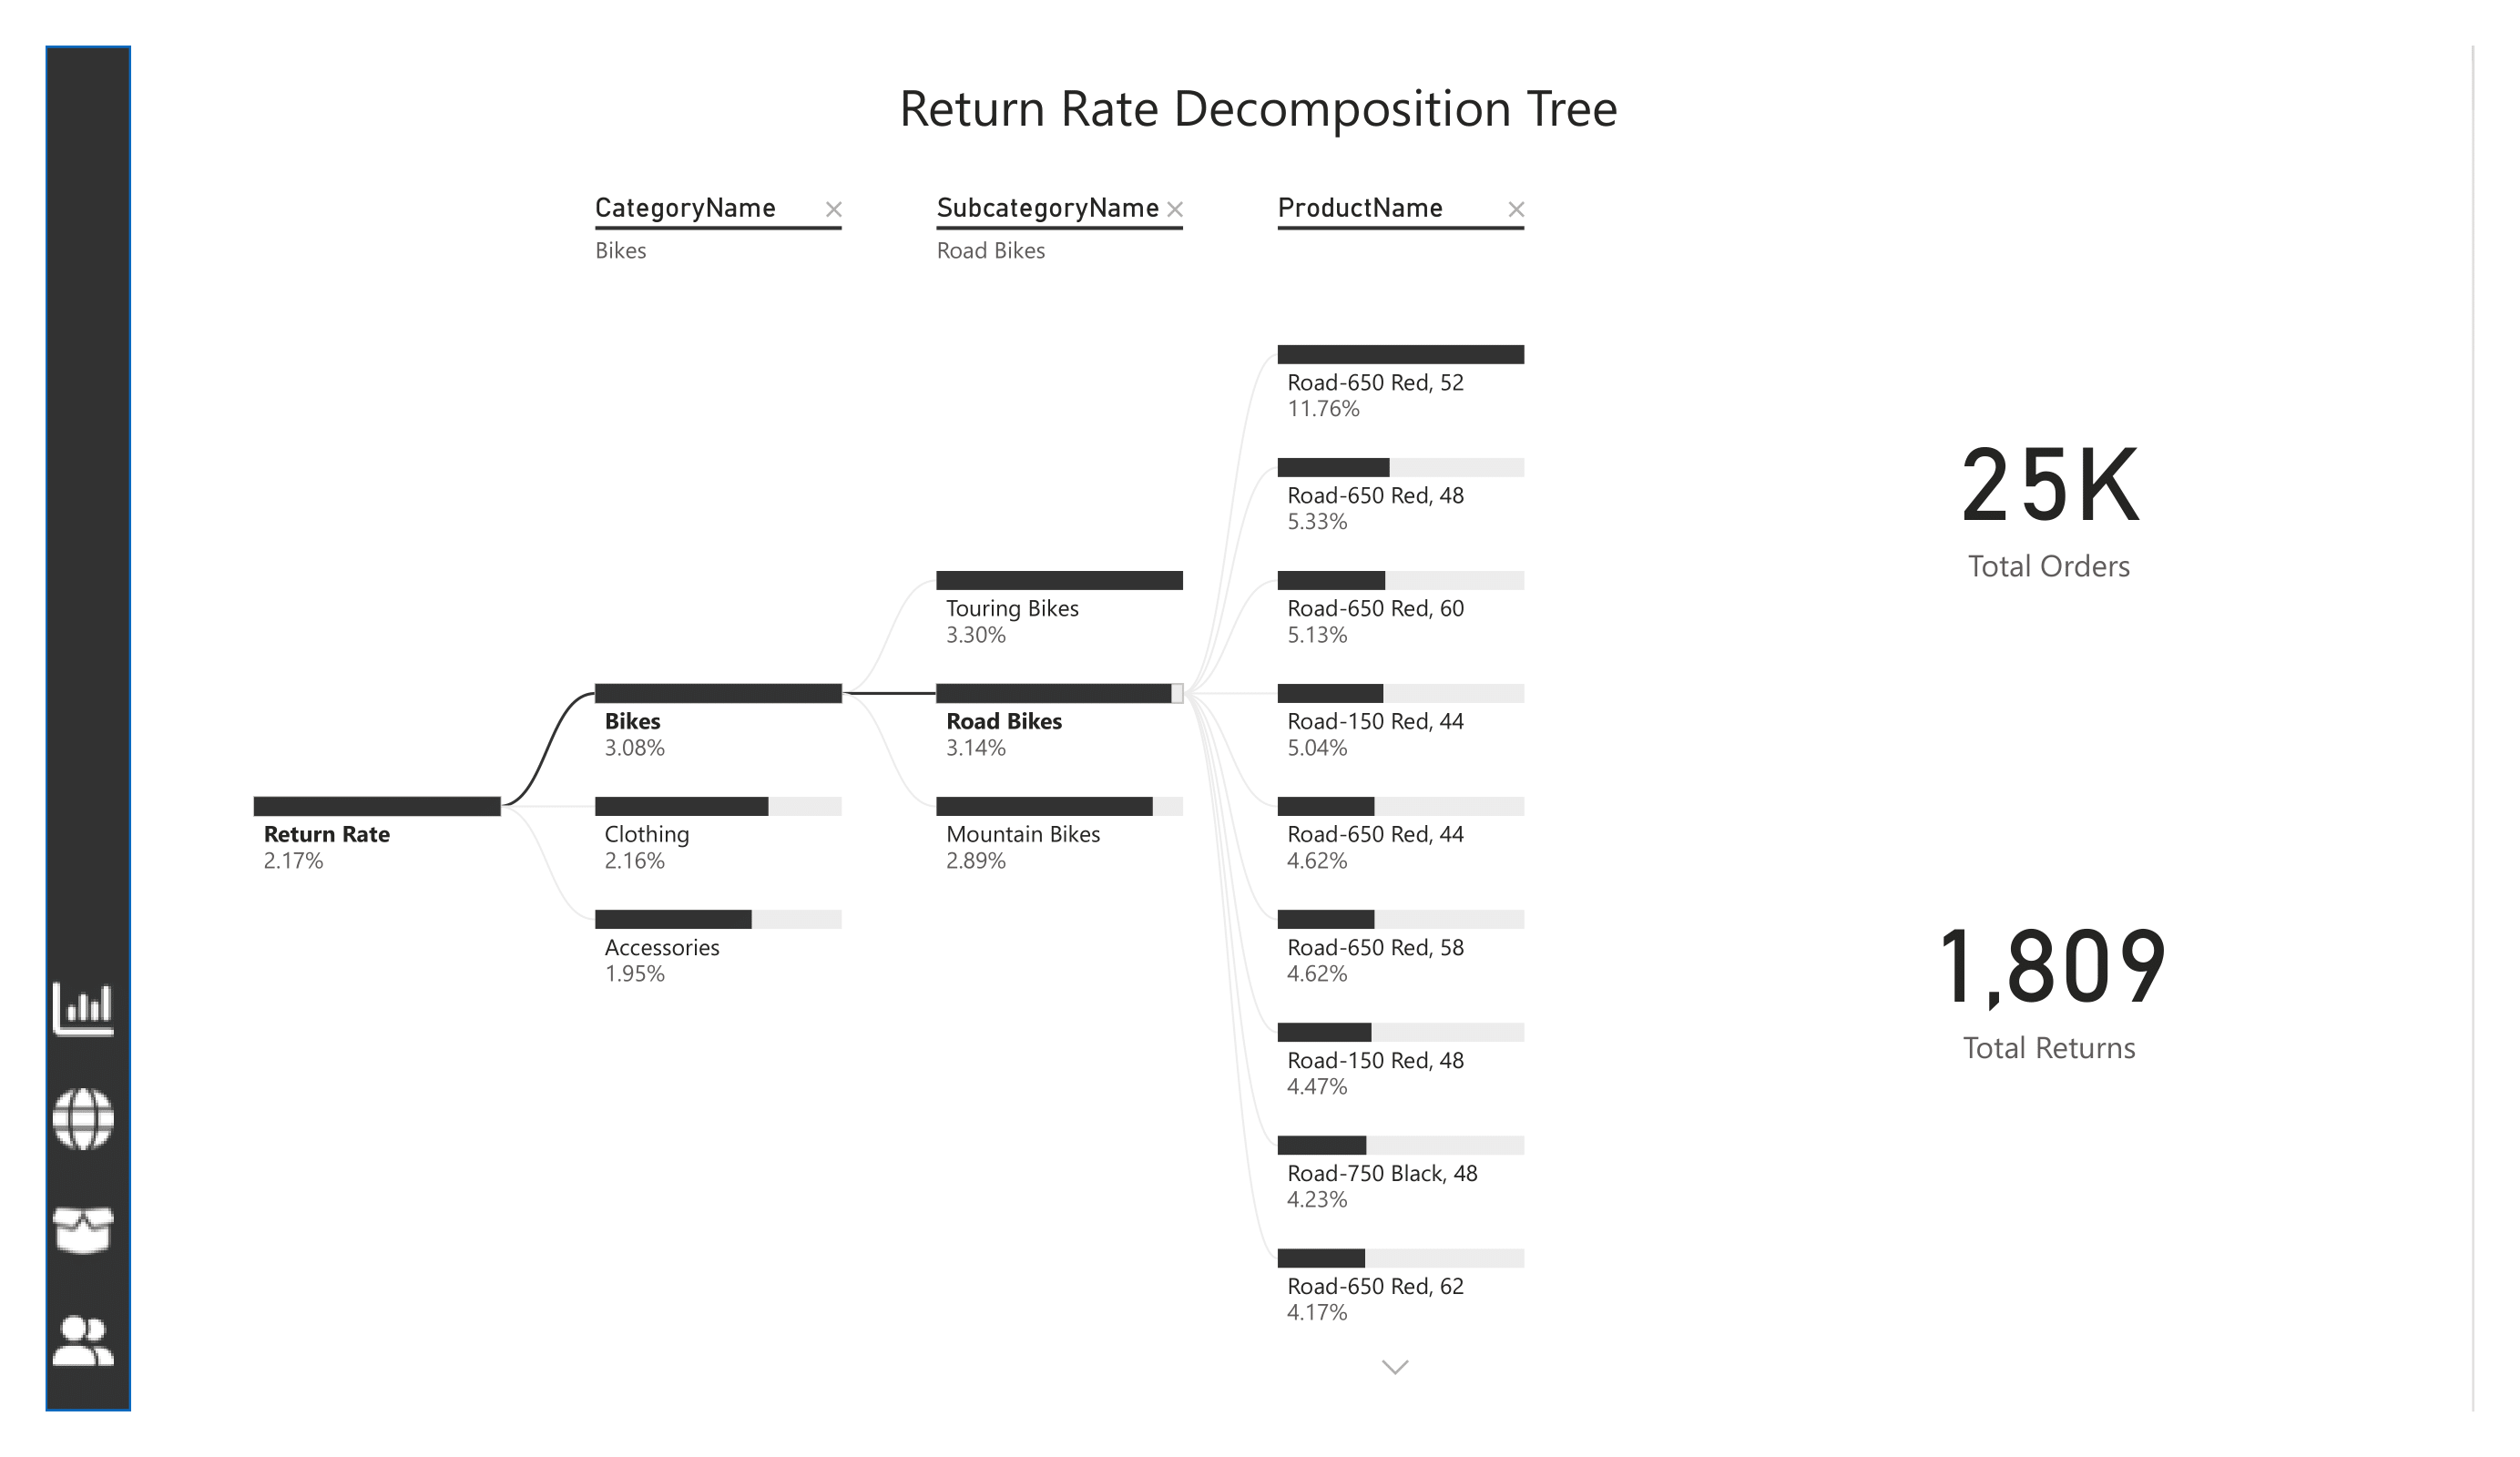 Return Rate Decomposition Tree
CategoryName
Bikes
SubcategoryName
Road Bikes
ProductName
Return Rate
2.17%
Bikes
3.08%
Clothing
2.16%
Accessories
1.95%
Touring Bikes
3.30%
Road Bikes
3.14%
Mountain Bikes
2.89%
Road-650 Red, 52
11.76%
Road-650 Red, 48
5.33%
Road-650 Red, 60
5.13%
Road-150 Red, 44
5.04%
Road-650 Red, 44
4.62%
Road-650 Red, 58
4.62%
Road-150 Red, 48
4.47%
Road-750 Black, 48
4.23%
Road-650 Red, 62
4.17%
25K
Total Orders
1,809
Total Returns